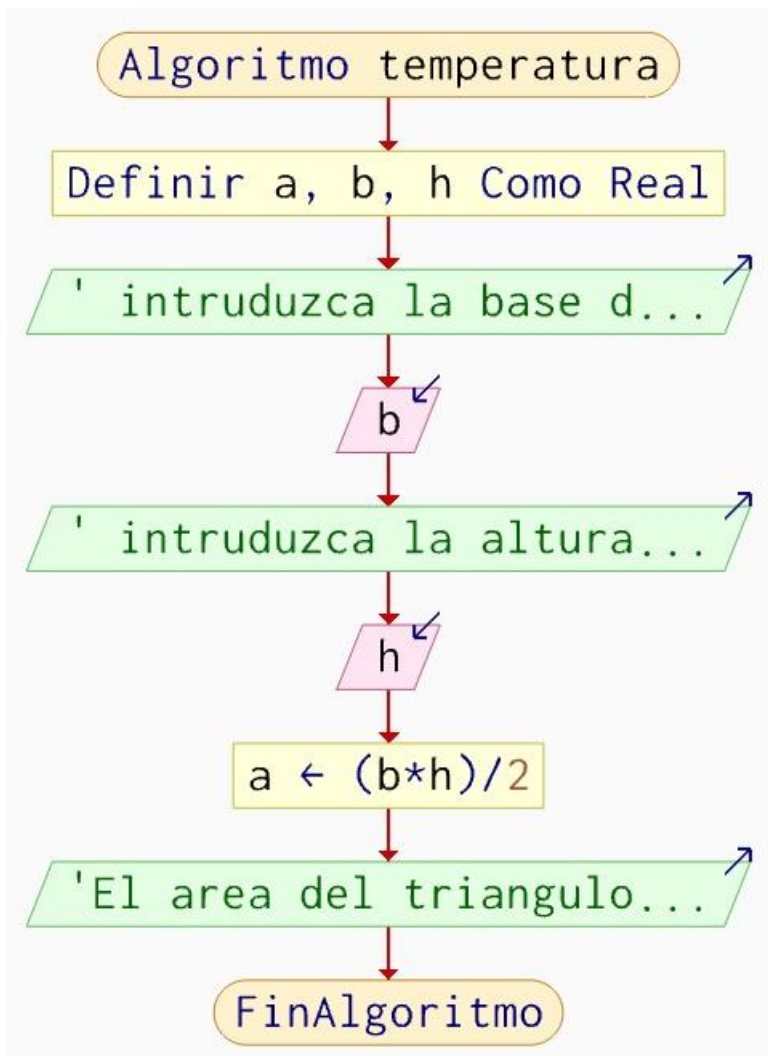 Algoritmo temperatura
Definir a, b, h Como Real
' intruduzca la base d...
b
' intruduzca la altura...
h
a ← (b*h)/2
'El area del triangulo...
FinAlgoritmo